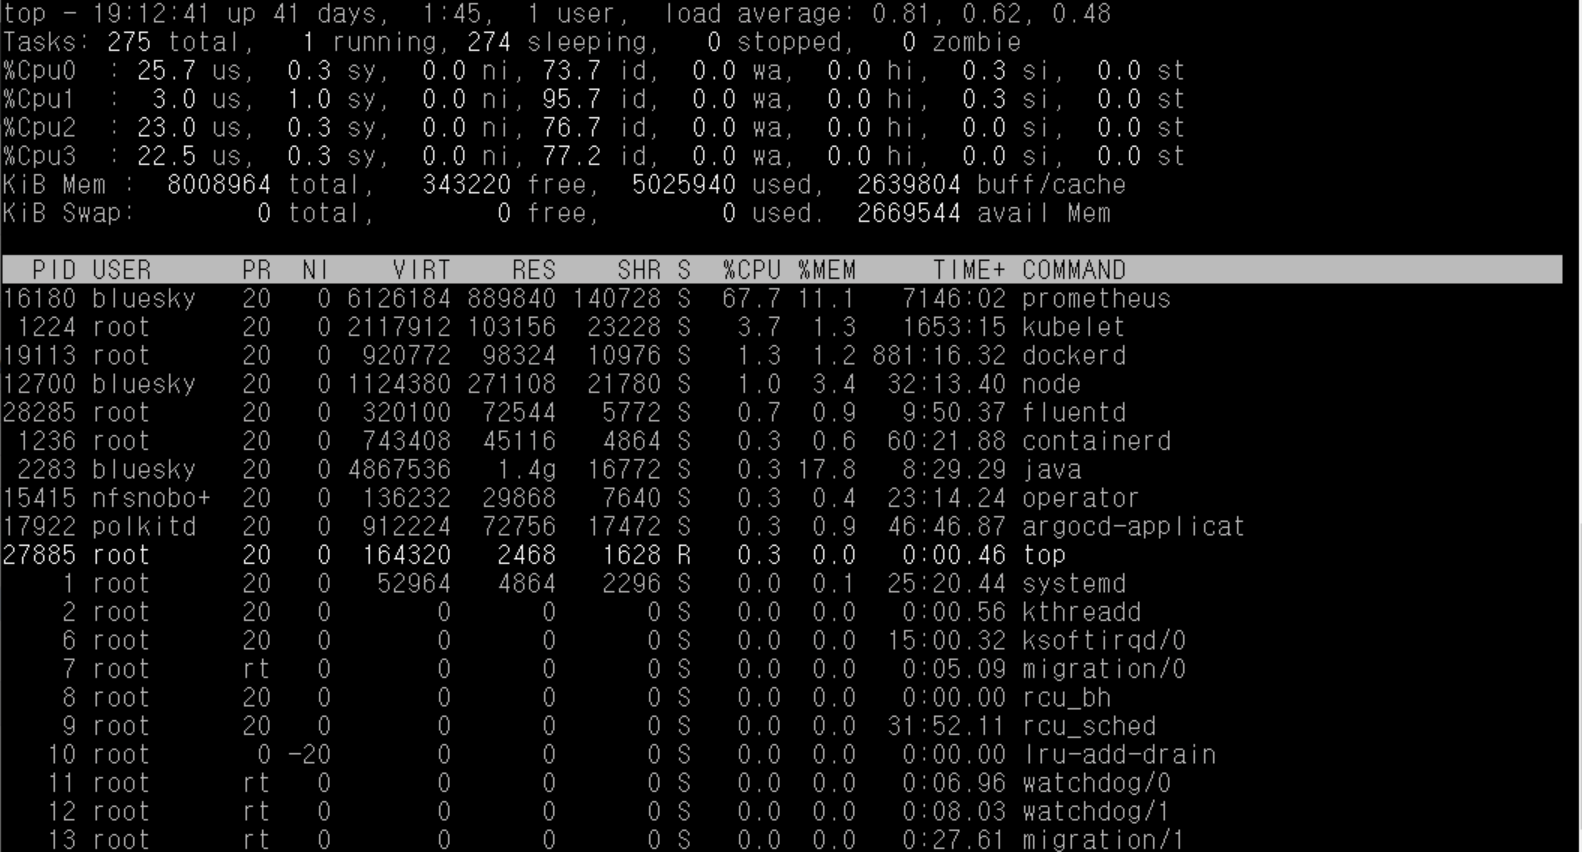 top - 19:12:41 up 41 days,  1:45,  1 user,  load average: 0.81, 0.62, 0.48
Tasks: 275 total,   1 running, 274 sleeping,   0 stopped,   0 zombie
%Cpu0  : 25.7 us,  0.3 sy,  0.0 ni, 73.7 id,  0.0 wa,  0.0 hi,  0.3 si,  0.0 st
%Cpu1  :  3.0 us,  1.0 sy,  0.0 ni, 95.7 id,  0.0 wa,  0.0 hi,  0.3 si,  0.0 st
%Cpu2  : 23.0 us,  0.3 sy,  0.0 ni, 76.7 id,  0.0 wa,  0.0 hi,  0.0 si,  0.0 st
%Cpu3  : 22.5 us,  0.3 sy,  0.0 ni, 77.2 id,  0.0 wa,  0.0 hi,  0.0 si,  0.0 st
KiB Mem :  8008964 total,   343220 free,  5025940 used,  2639804 buff/cache
KiB Swap:        0 total,        0 free,        0 used.  2669544 avail Mem
  PID USER      PR  NI    VIRT    RES    SHR S  %CPU %MEM     TIME+ COMMAND
16180 bluesky   20   0 6126184 889840 140728 S  67.7 11.1   7146:02 prometheus
 1224 root      20   0 2117912 103156  23228 S   3.7  1.3   1653:15 kubelet
19113 root      20   0  920772  98324  10976 S   1.3  1.2 881:16.32 dockerd
12700 bluesky   20   0 1124380 271108  21780 S   1.0  3.4  32:13.40 node
28285 root      20   0  320100  72544   5772 S   0.7  0.9   9:50.37 fluentd
 1236 root      20   0  743408  45116   4864 S   0.3  0.6  60:21.88 containerd
 2283 bluesky   20   0 4867536   1.4g  16772 S   0.3 17.8   8:29.29 java
15415 nfsnobo+  20   0  136232  29868   7640 S   0.3  0.4  23:14.24 operator
17922 polkitd   20   0  912224  72756  17472 S   0.3  0.9  46:46.87 argocd-applicat
27885 root      20   0  164320   2468   1628 R   0.3  0.0   0:00.46 top
    1 root      20   0   52964   4864   2296 S   0.0  0.1  25:20.44 systemd
    2 root      20   0       0      0      0 S   0.0  0.0   0:00.56 kthreadd
    6 root      20   0       0      0      0 S   0.0  0.0  15:00.32 ksoftirqd/0
    7 root      rt   0       0      0      0 S   0.0  0.0   0:05.09 migration/0
    8 root      20   0       0      0      0 S   0.0  0.0   0:00.00 rcu_bh
    9 root      20   0       0      0      0 S   0.0  0.0  31:52.11 rcu_sched
   10 root       0 -20       0      0      0 S   0.0  0.0   0:00.00 lru-add-drain
   11 root      rt   0       0      0      0 S   0.0  0.0   0:06.96 watchdog/0
   12 root      rt   0       0      0      0 S   0.0  0.0   0:08.03 watchdog/1
   13 root      rt   0       0      0      0 S   0.0  0.0   0:27.61 migration/1